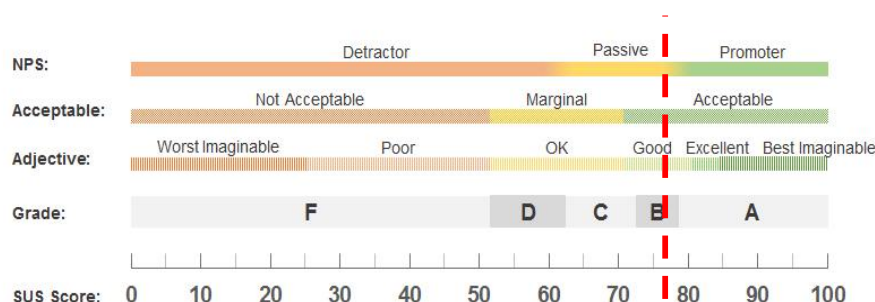 NPS: Detractor Passive Promoter
Acceptable: Not Acceptable Marginal Acceptable
Adjective: Worst Imaginable Poor OK Good Excellent Best Imaginable
Grade: F D C B A
SUS Score: 0 10 20 30 40 50 60 70 80 90 100